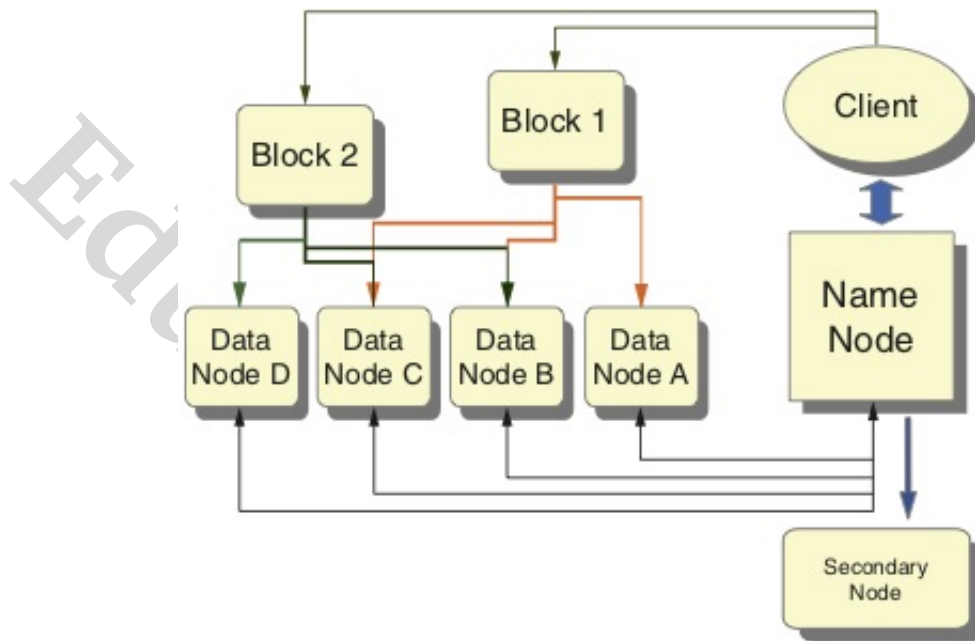 Client
Block 1
Block 2
Name
Node
Data
Node D
Data
Node C
Data
Node B
Data
Node A
Secondary
Node